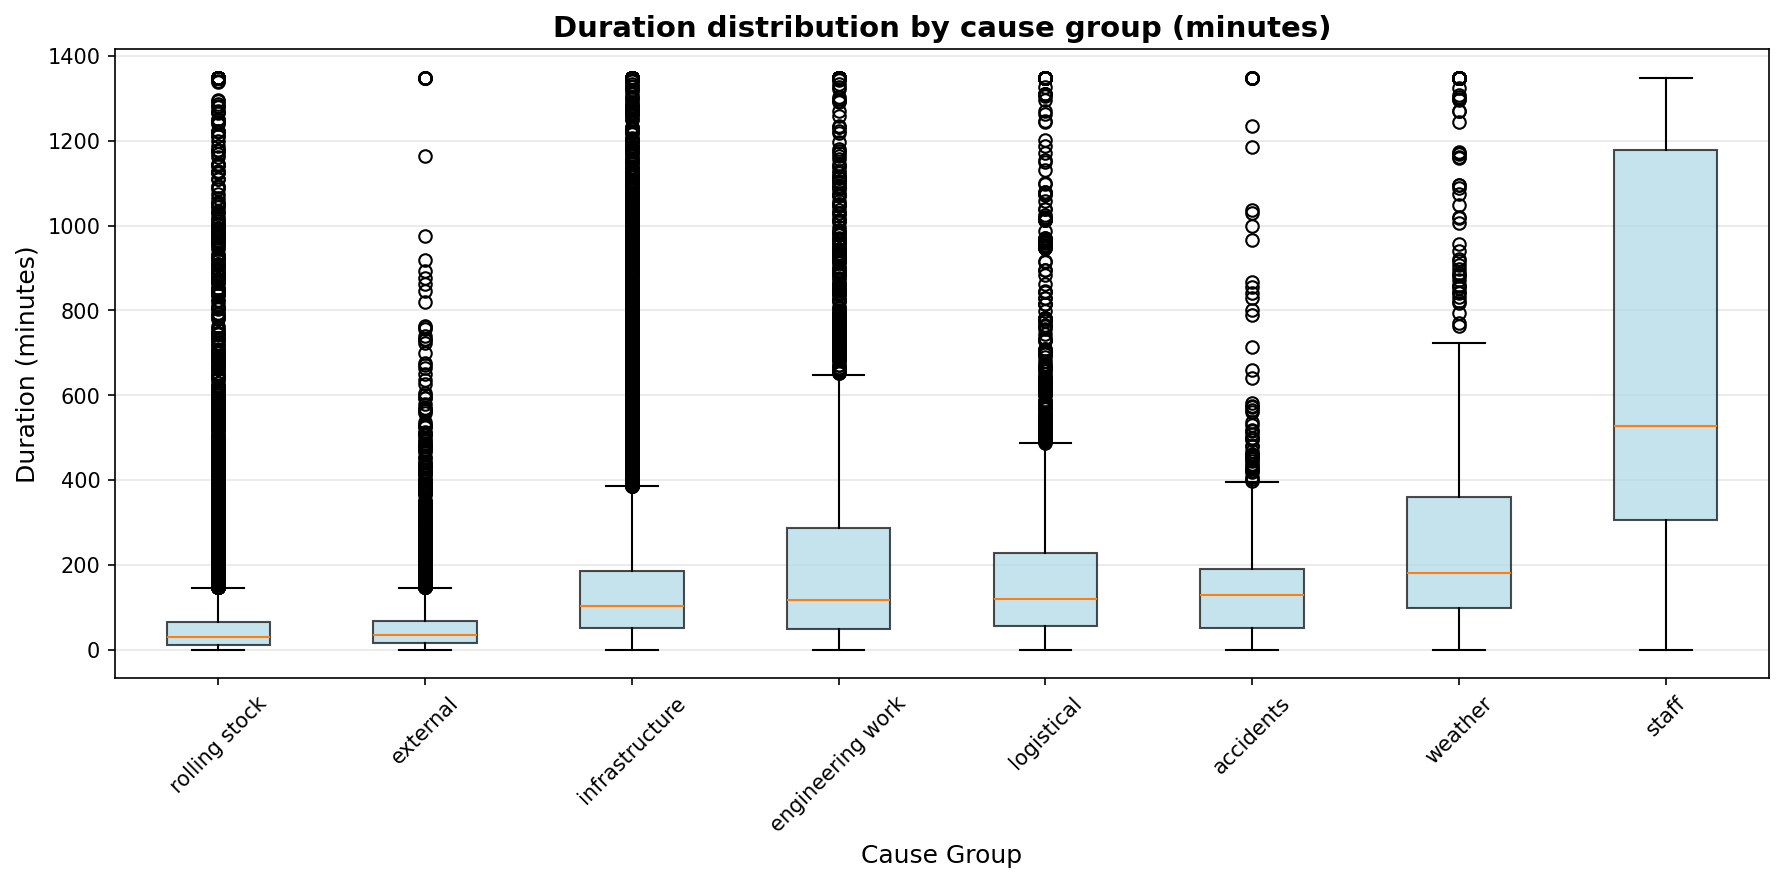 Duration distribution by cause group (minutes)
Duration (minutes)
1400
1200
1000
800
600
400
200
0
rolling stock
external
infrastructure
engineering work
logistical
accidents
weather
staff
Cause Group